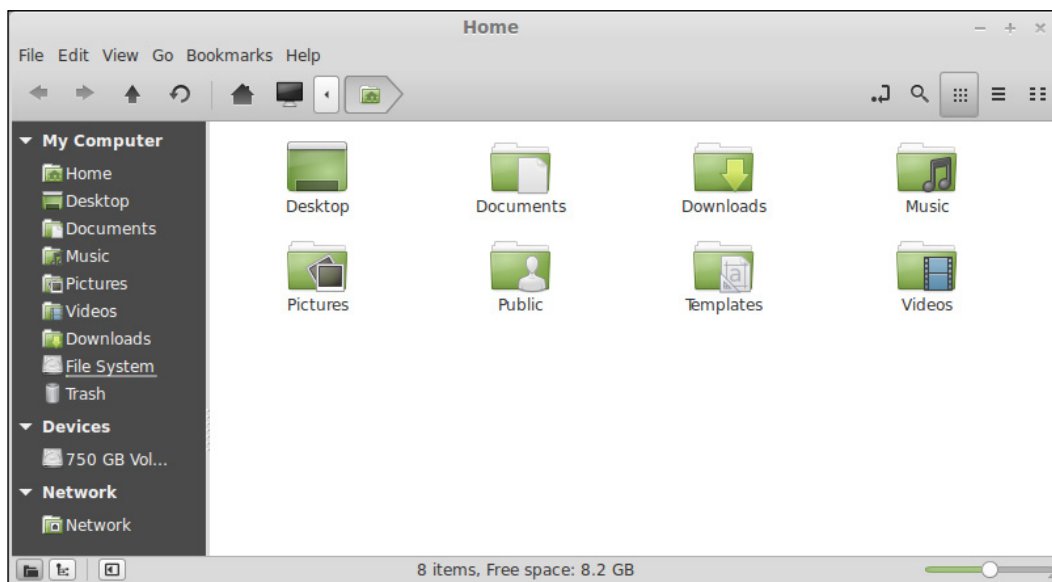 Home
File Edit View Go Bookmarks Help
My Computer
Home
Desktop
Documents
Music
Pictures
Videos
Downloads
File System
Trash
Devices
750 GB Vol...
Network
Network
Desktop Documents Downloads Music
Pictures Public Templates Videos
8 items, Free space: 8.2 GB